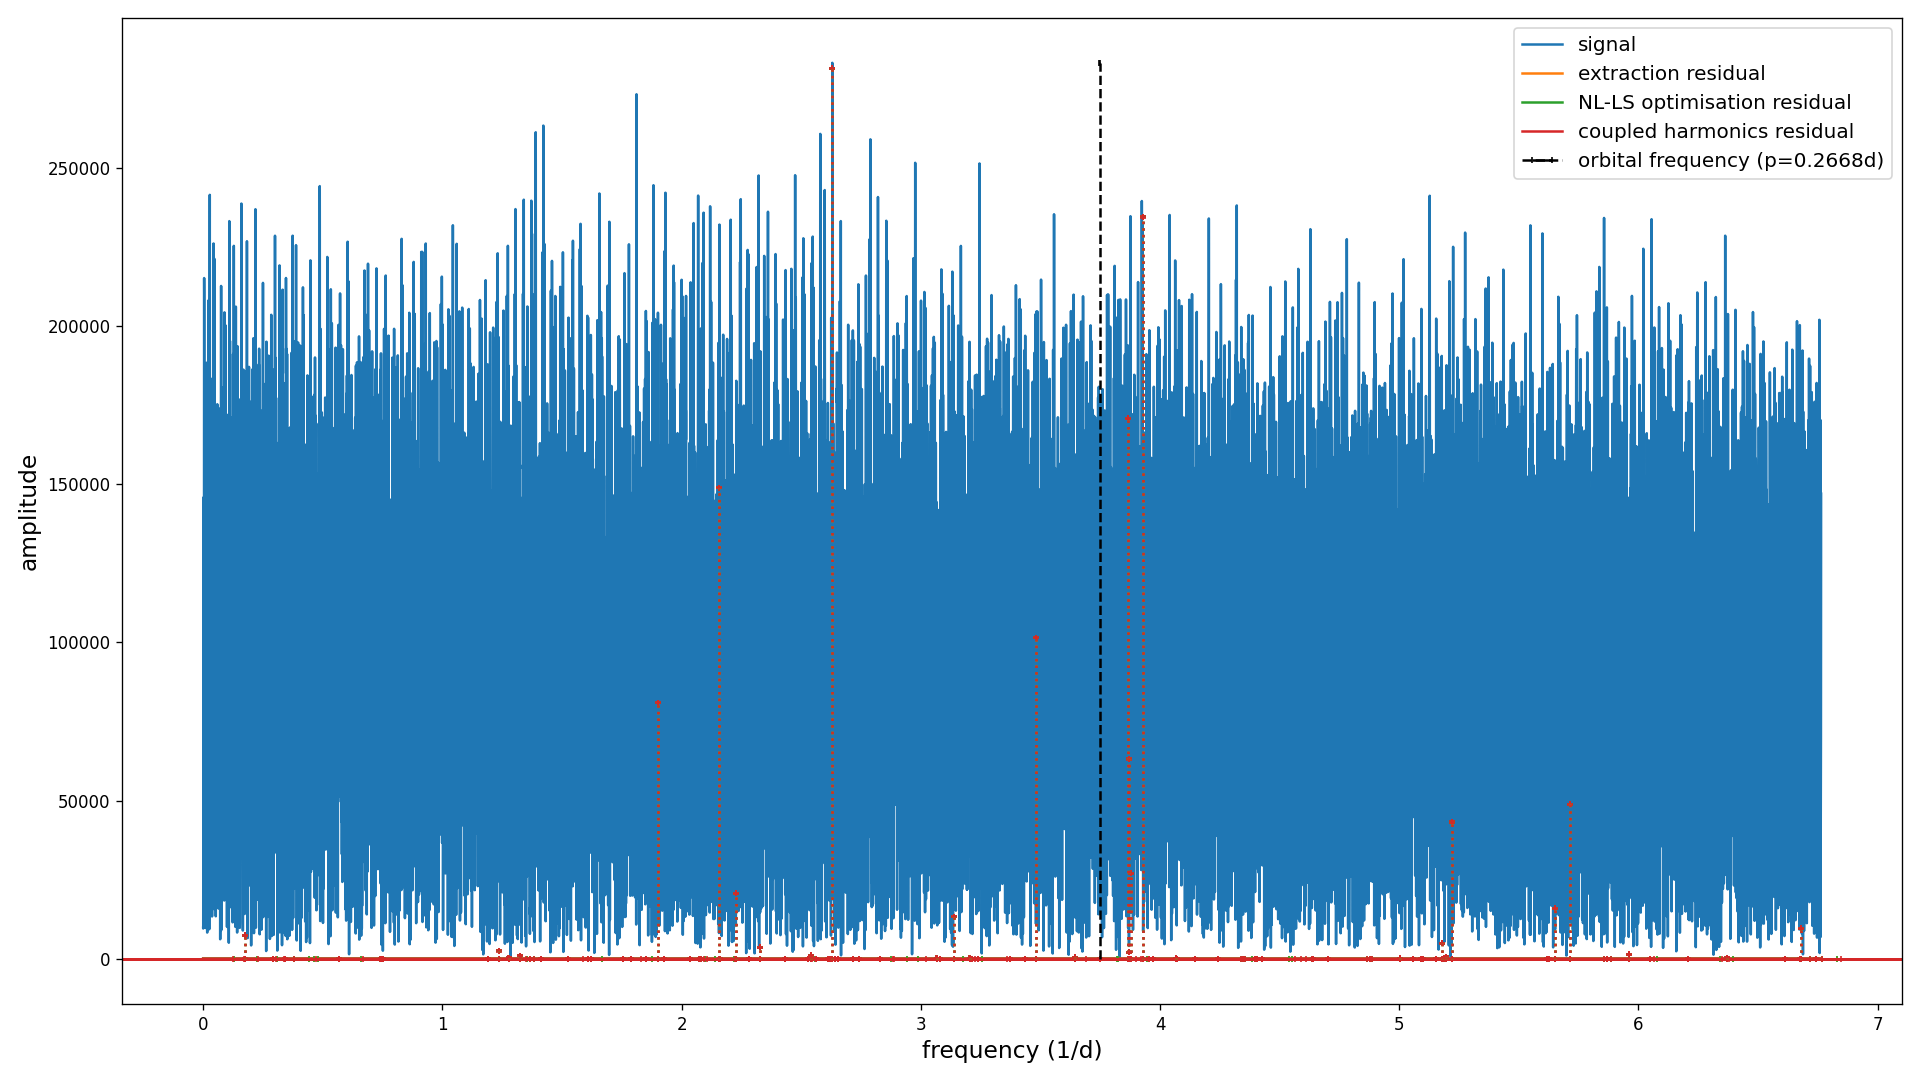 signal
extraction residual
NL-LS optimisation residual
coupled harmonics residual
orbital frequency (p=0.2668d)
amplitude
250000
200000
150000
100000
50000
0
0 1 2 3 4 5 6 7
frequency (1/d)